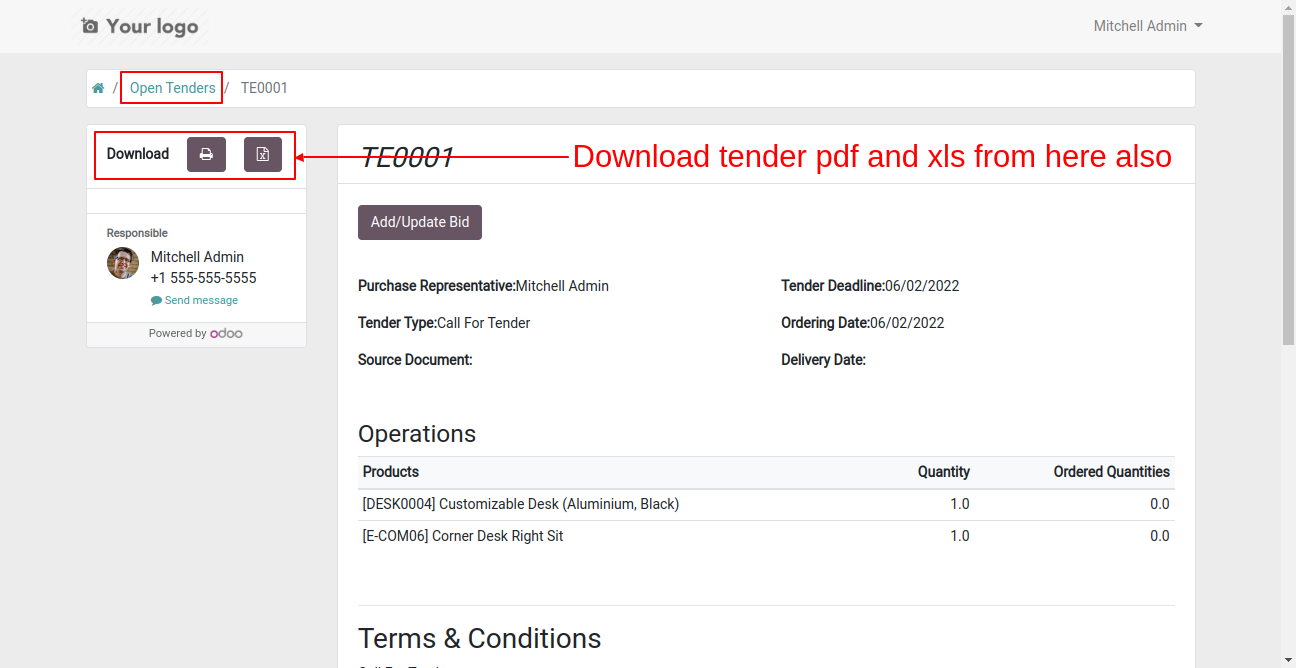 Your logo
Mitchell Admin
/ Open Tenders / TE0001
Download
Download tender pdf and xls from here also
TE0001
Responsible
Mitchell Admin
+1 555-555-5555
Send message
Powered by odoo
Add/Update Bid
Purchase Representative:Mitchell Admin
Tender Deadline:06/02/2022
Tender Type:Call For Tender
Ordering Date:06/02/2022
Source Document:
Delivery Date:
Operations
Products Quantity Ordered Quantities
[DESK0004] Customizable Desk (Aluminium, Black) 1.0 0.0
[E-COM06] Corner Desk Right Sit 1.0 0.0
Terms & Conditions